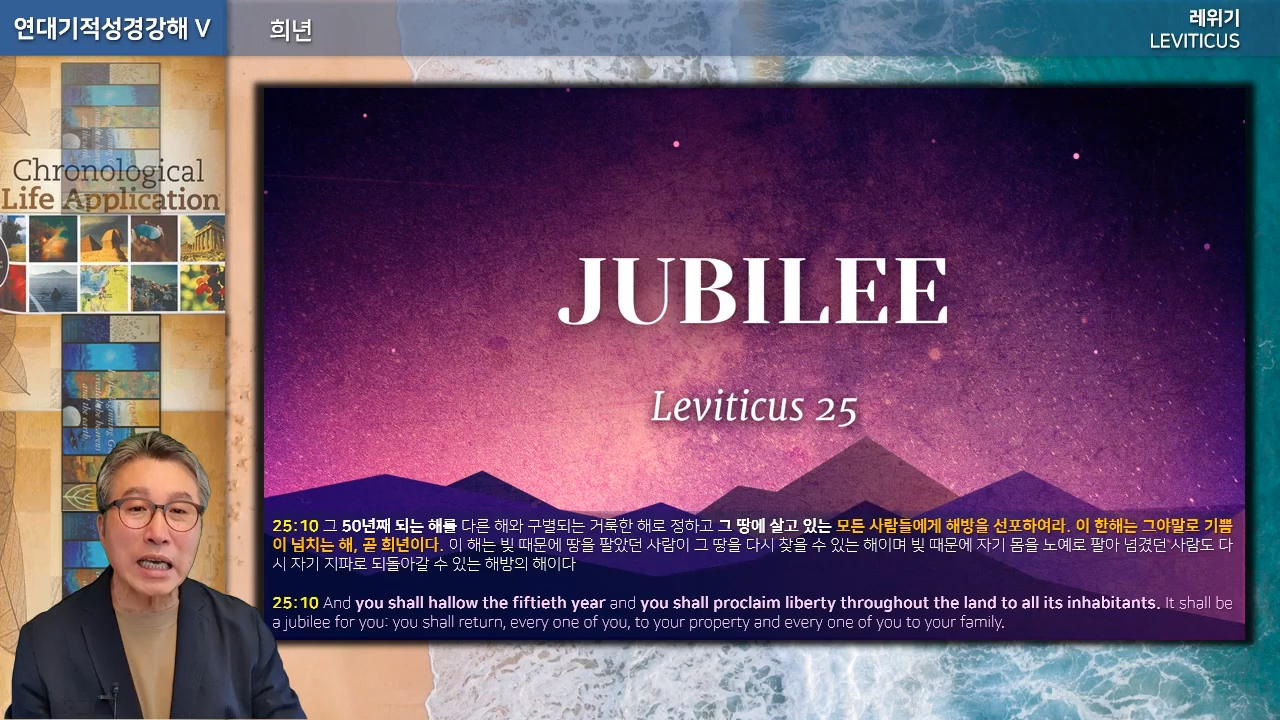 연대기적성경강해 V
희년
레위기
LEVITICUS
Chronological
Life Application
JUBILEE
Leviticus 25
25:10 그 50년째 되는 해를 다른 해와 구별되는 거룩한 해로 정하고 그 땅에 살고 있는 모든 사람들에게 해방을 선포하여라. 이 한해는 그야말로 기쁨
이 넘치는 해, 곧 희년이다. 이 해는 빚 때문에 땅을 팔았던 사람이 그 땅을 다시 찾을 수 있는 해이며 빚 때문에 자기 몸을 노예로 팔아 넘겼던 사람도 다
시 자기 지파로 되돌아갈 수 있는 해방의 해이다
25:10 And you shall hallow the fiftieth year and you shall proclaim liberty throughout the land to all its inhabitants. It shall be
a jubilee for you: you shall return, every one of you, to your property and every one of you to your family.